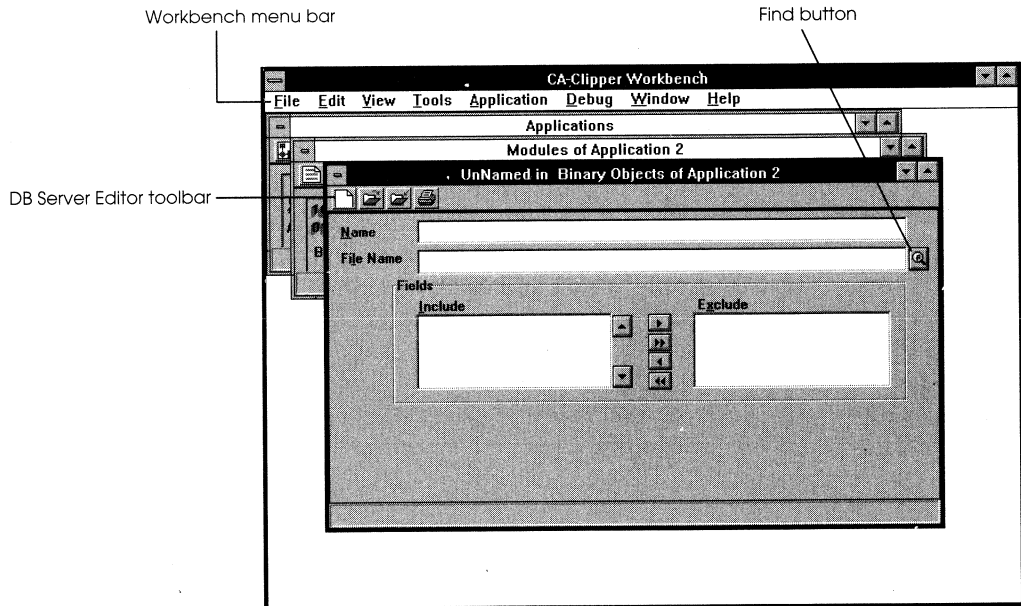 Workbench menu bar
Find button
CA-Clipper Workbench
File Edit View Tools Application Debug Window Help
Applications
Modules of Application 2
UnNamed in Binary Objects of Application 2
DB Server Editor toolbar
Name
File Name
Fields
Include
Exclude